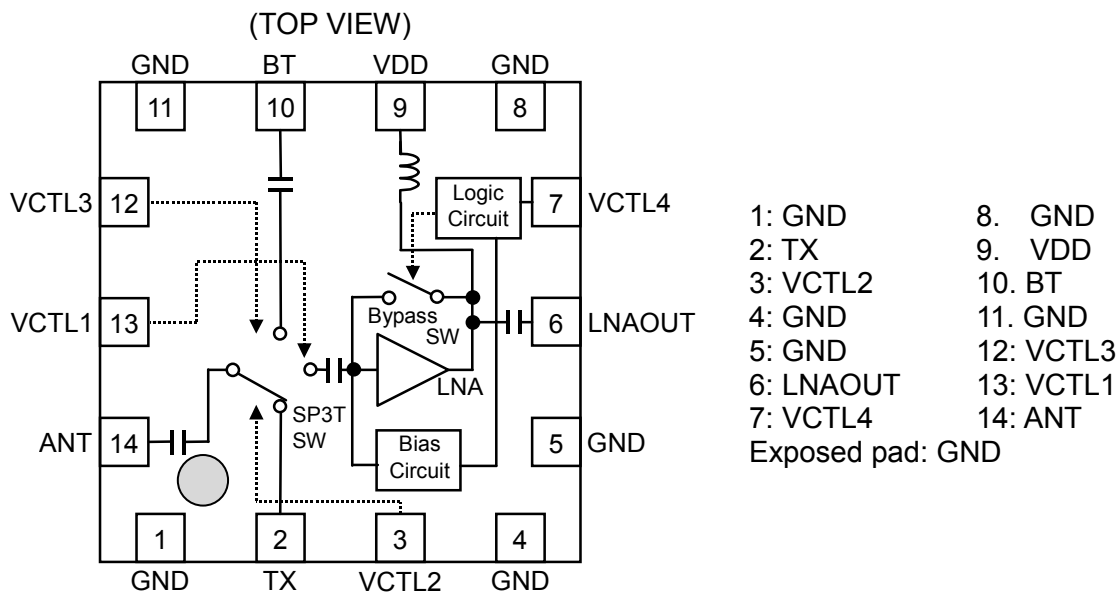 (TOP VIEW)
GND BT VDD GND
11 10 9 8
VCTL3 12
Logic
Circuit
7 VCTL4
VCTL1 13
Bypass
SW
6 LNAOUT
LNA
SP3T
SW
ANT 14
Bias
Circuit
5 GND
1 2 3 4
GND TX VCTL2 GND
1: GND
2: TX
3: VCTL2
4: GND
5: GND
6: LNAOUT
7: VCTL4
8. GND
9. VDD
10. BT
11. GND
12: VCTL3
13: VCTL1
14: ANT
Exposed pad: GND